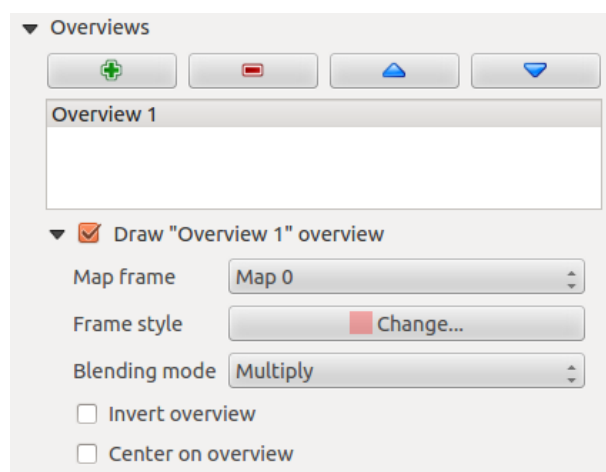 Overviews
Overview 1
Draw "Overview 1" overview
Map frame Map 0
Frame style Change...
Blending mode Multiply
Invert overview
Center on overview